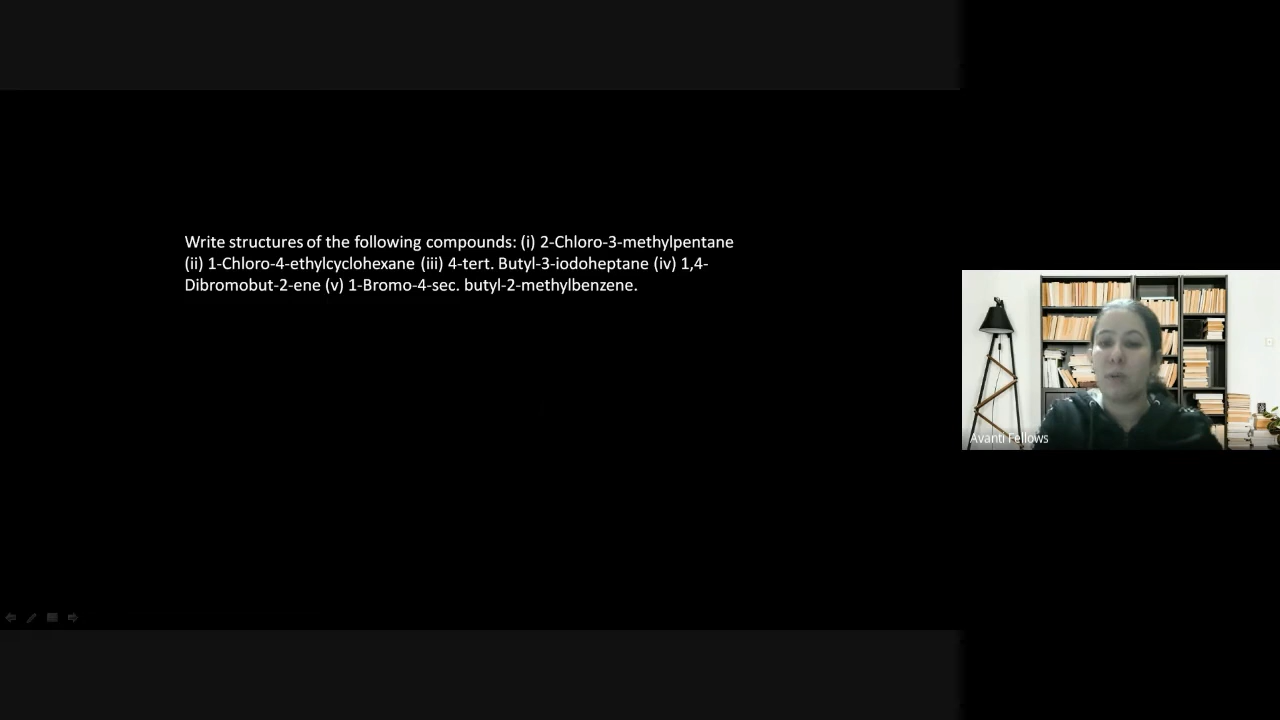 Write structures of the following compounds: (i) 2-Chloro-3-methylpentane
(ii) 1-Chloro-4-ethylcyclohexane (iii) 4-tert. Butyl-3-iodoheptane (iv) 1,4-
Dibromobut-2-ene (v) 1-Bromo-4-sec. butyl-2-methylbenzene.
Avanti Fellows